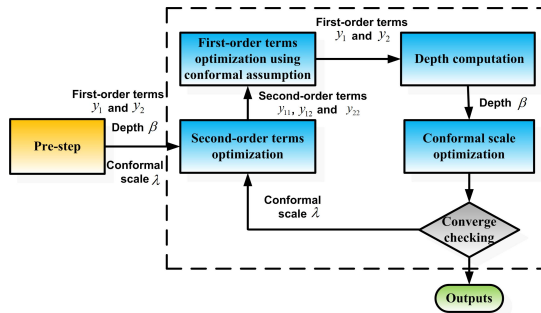 First-order terms
y₁ and y₂
First-order terms
optimization using
conformal assumption
Depth computation
First-order terms
y₁ and y₂
Second-order terms
y₁₁, y₁₂ and y₂₂
Depth β
Depth β
Pre-step
Second-order terms
optimization
Conformal scale
optimization
Conformal
scale λ
Conformal
scale λ
Converge
checking
Outputs